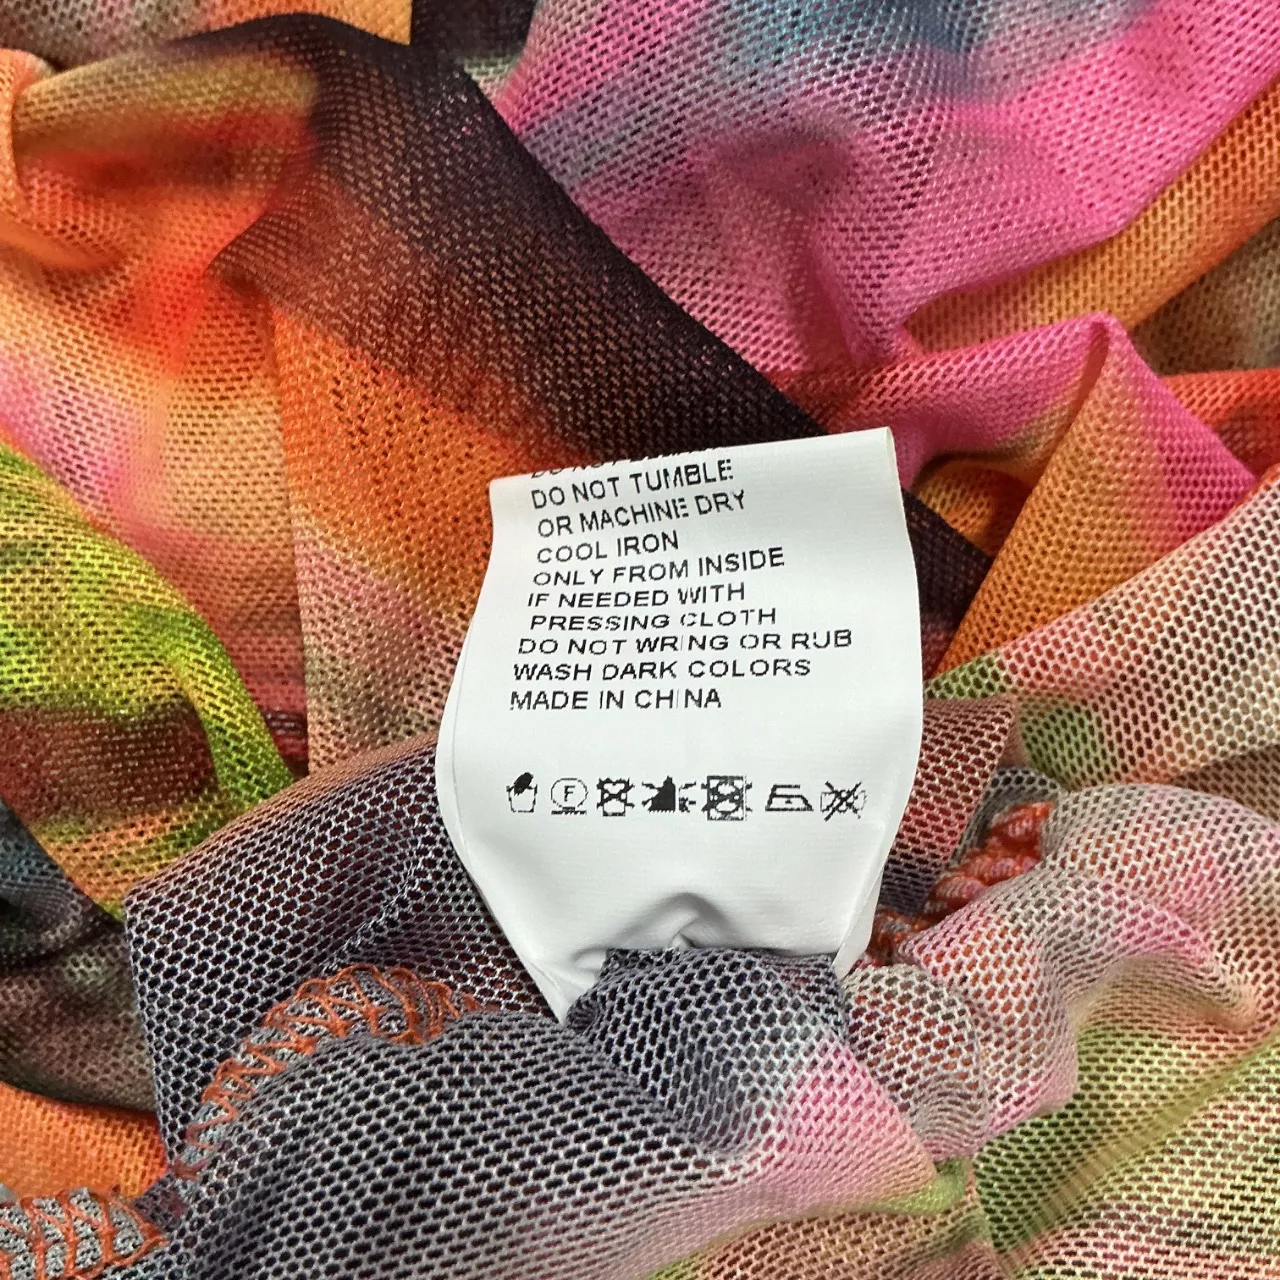 DO NOT TUMBLE
OR MACHINE DRY
COOL IRON
ONLY FROM INSIDE
IF NEEDED WITH
PRESSING CLOTH
DO NOT WRING OR RUB
WASH DARK COLORS
MADE IN CHINA
F